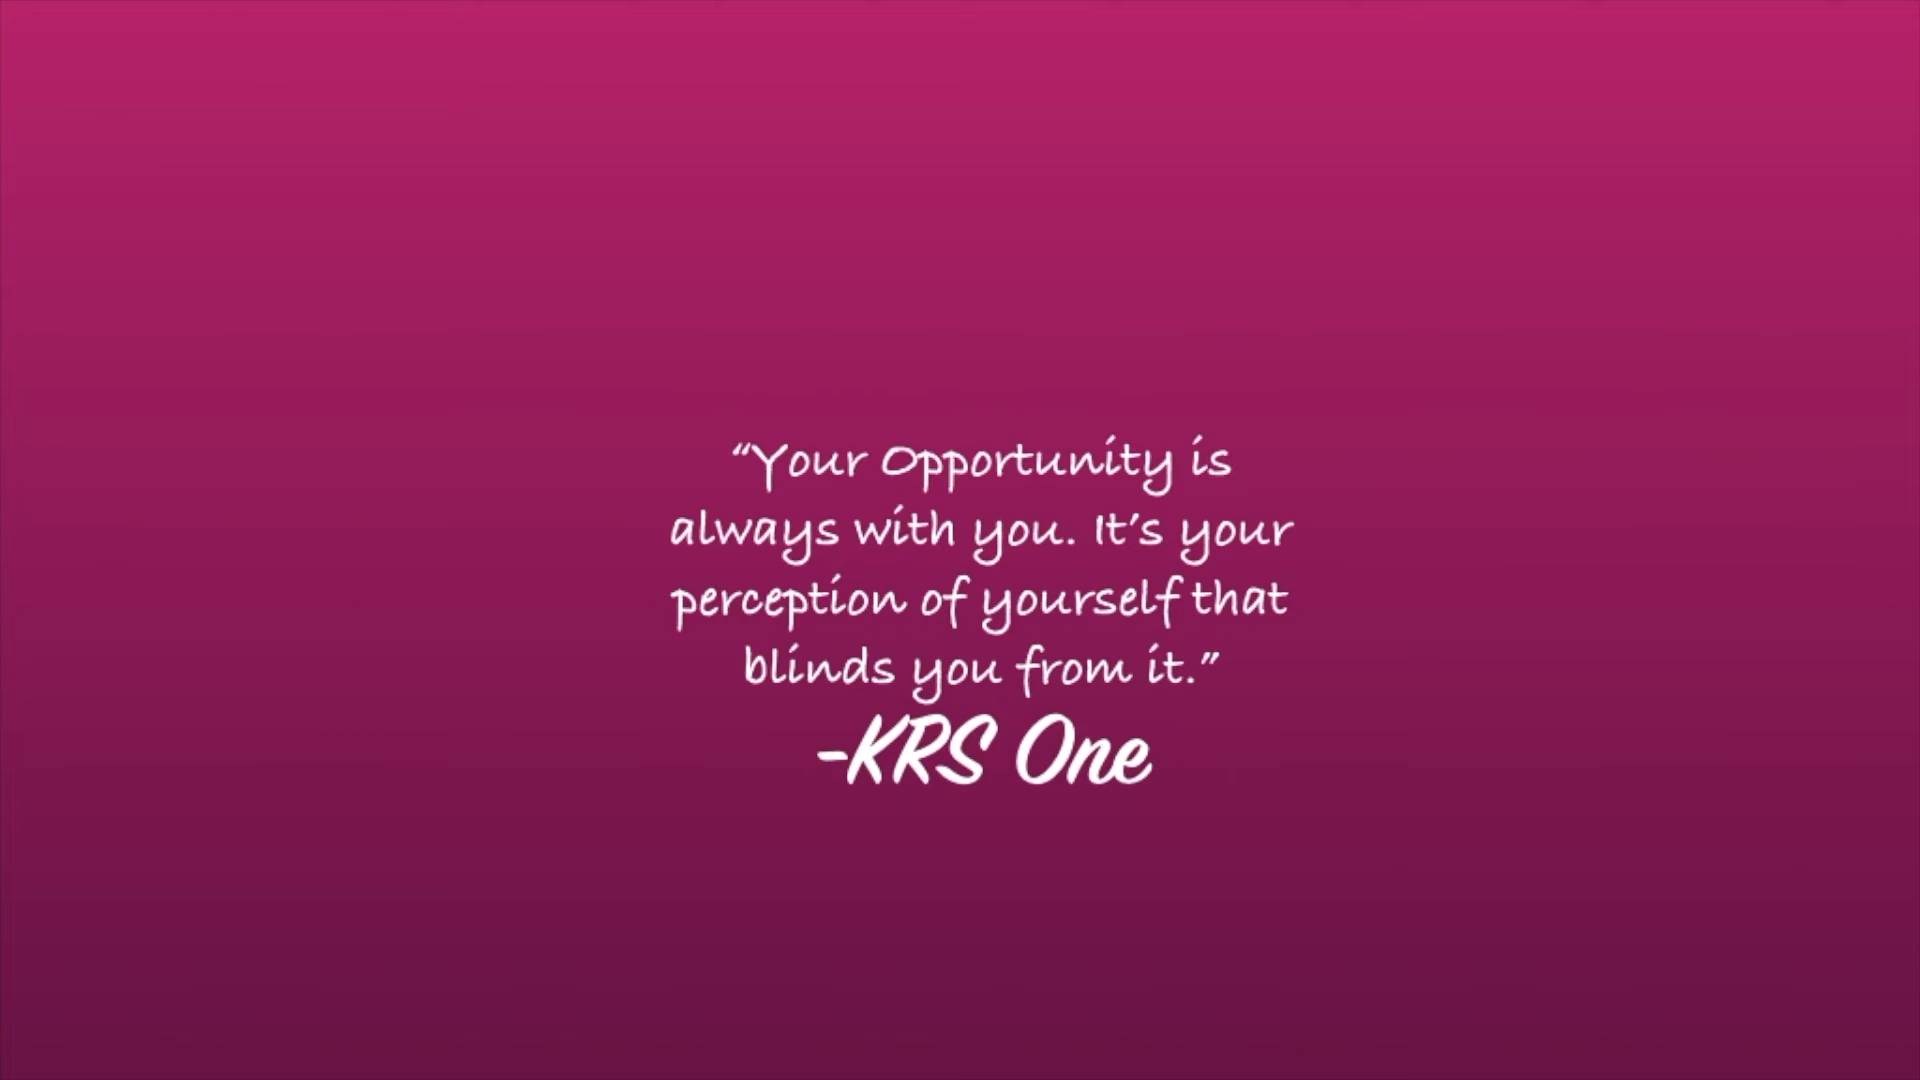 “Your Opportunity is
always with you. It’s your
perception of yourself that
blinds you from it.”
-KRS One